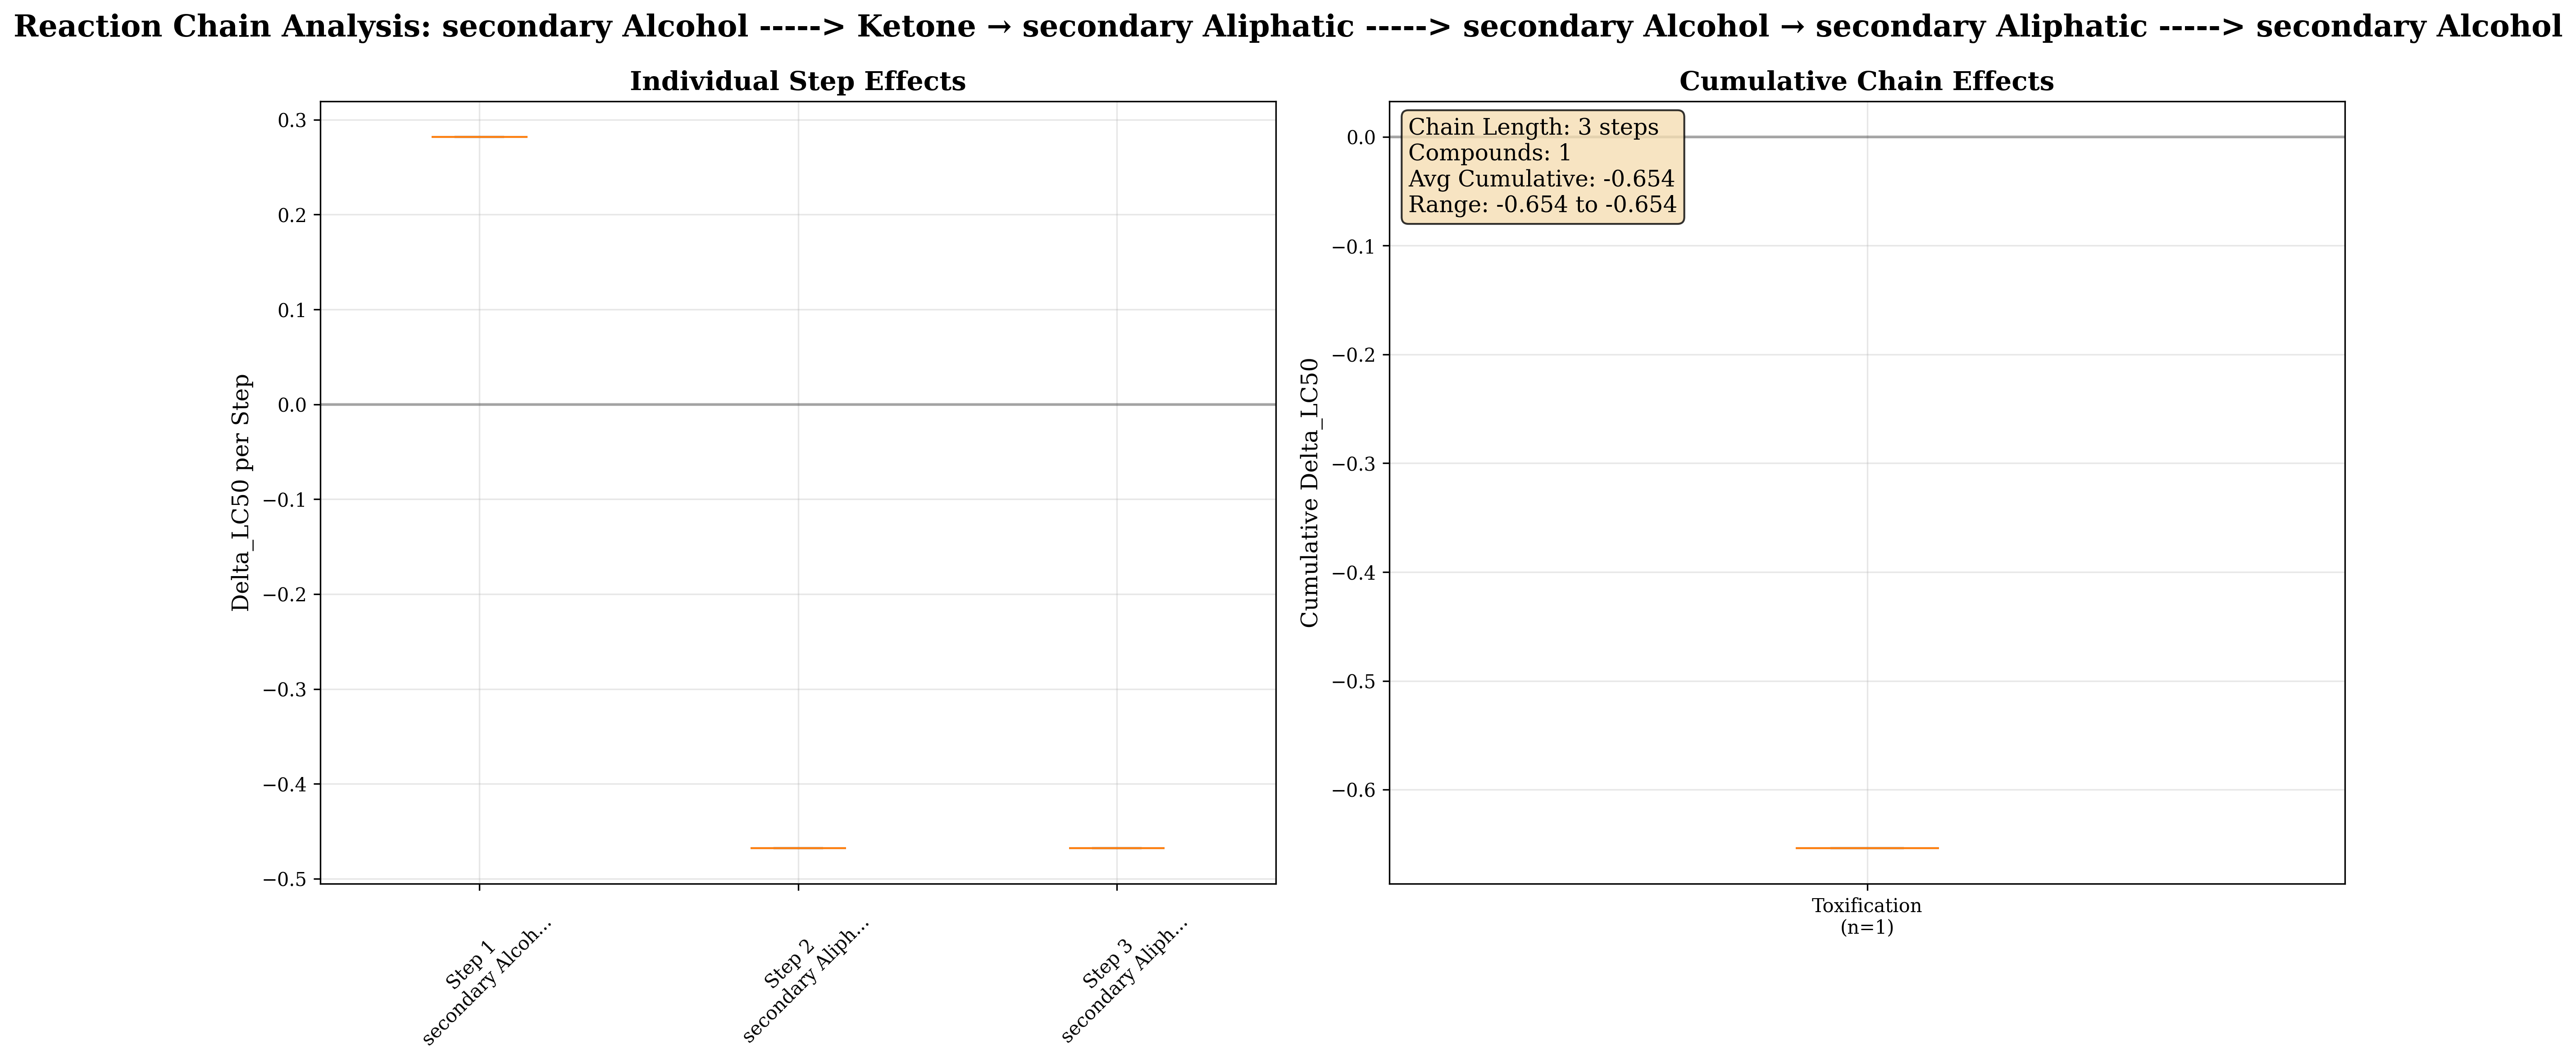 Reaction Chain Analysis: secondary Alcohol -----> Ketone → secondary Aliphatic -----> secondary Alcohol → secondary Aliphatic -----> secondary Alcohol
Individual Step Effects
Delta_LC50 per Step
0.3
0.2
0.1
0.0
−0.1
−0.2
−0.3
−0.4
−0.5
Step 1
secondary Alcoh...
Step 2
secondary Aliph...
Step 3
secondary Aliph...
Cumulative Chain Effects
Chain Length: 3 steps
Compounds: 1
Avg Cumulative: -0.654
Range: -0.654 to -0.654
Cumulative Delta_LC50
0.0
−0.1
−0.2
−0.3
−0.4
−0.5
−0.6
Toxification
(n=1)